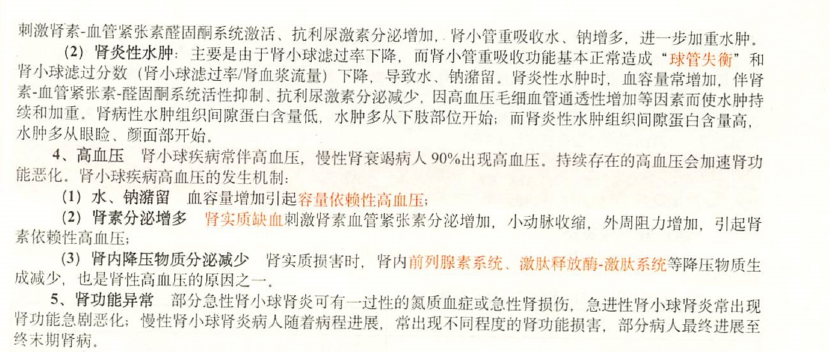 刺激肾素-血管紧张素醛固酮系统激活、抗利尿激素分泌增加，肾小管重吸收水、钠增多，进一步加重水肿。
（2）肾炎性水肿：主要是由于肾小球滤过率下降，而肾小管重吸收功能基本正常造成“球管失衡”和
肾小球滤过分数（肾小球滤过率/肾血浆流量）下降，导致水、钠潴留。肾炎性水肿时，血容量常增加，伴肾
素-血管紧张素-醛固酮系统活性抑制、抗利尿激素分泌减少，因高血压毛细血管通透性增加等因素而使水肿持
续和加重。肾病性水肿组织间隙蛋白含量低，水肿多从下肢部位开始；而肾炎性水肿组织间隙蛋白含量高，
水肿多从眼睑、颜面部开始。
4、高血压 肾小球疾病常伴高血压，慢性肾衰竭病人 90%出现高血压。持续存在的高血压会加速肾功
能恶化。肾小球疾病高血压的发生机制：
（1）水、钠潴留 血容量增加引起容量依赖性高血压；
（2）肾素分泌增多 肾实质缺血刺激肾素血管紧张素分泌增加，小动脉收缩，外周阻力增加，引起肾
素依赖性高血压；
（3）肾内降压物质分泌减少 肾实质损害时，肾内前列腺素系统、激肽释放酶-激肽系统等降压物质生
成减少，也是肾性高血压的原因之一。
5、肾功能异常 部分急性肾小球肾炎可有一过性的氮质血症或急性肾损伤，急进性肾小球肾炎常出现
肾功能急剧恶化；慢性肾小球肾炎病人随着病程进展，常出现不同程度的肾功能损害，部分病人最终进展至
终末期肾病。